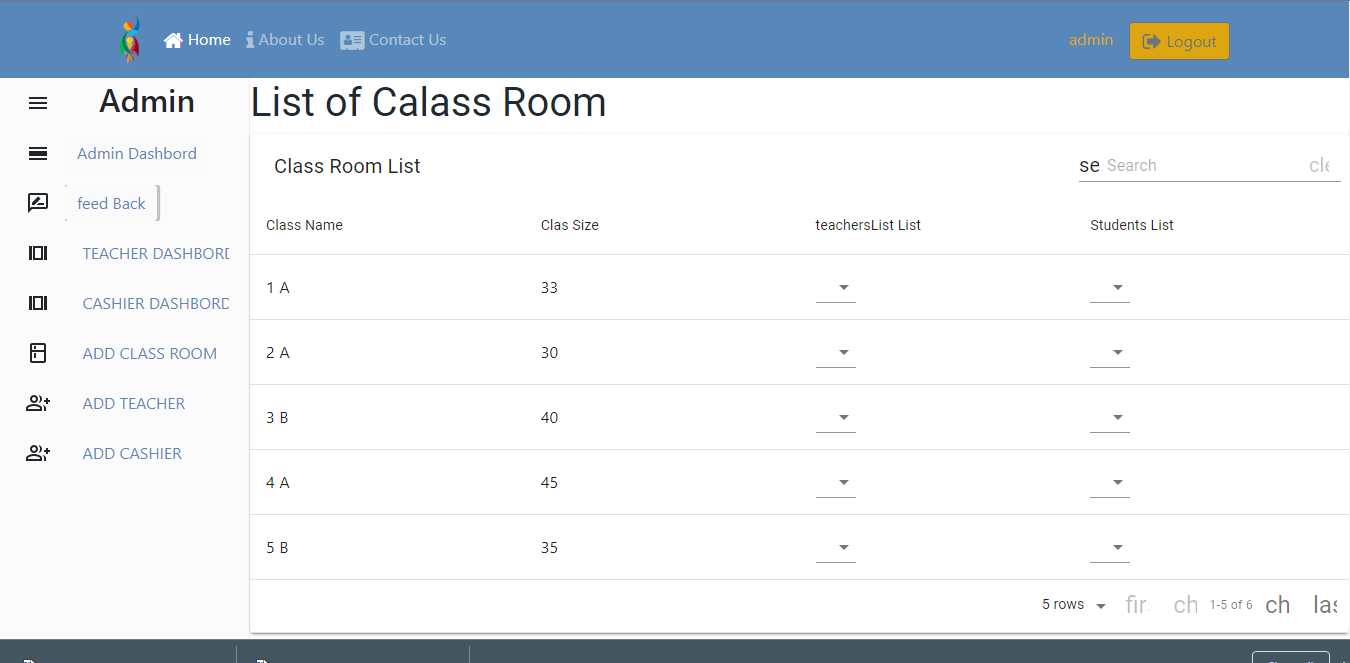 Home About Us Contact Us admin Logout
Admin
List of Calass Room
Admin Dashbord
feed Back
TEACHER DASHBORD
CASHIER DASHBORD
ADD CLASS ROOM
ADD TEACHER
ADD CASHIER
Class Room List se Search cle
Class Name Clas Size teachersList List Students List
1 A 33
2 A 30
3 B 40
4 A 45
5 B 35
5 rows firs ch 1-5 of 6 ch las